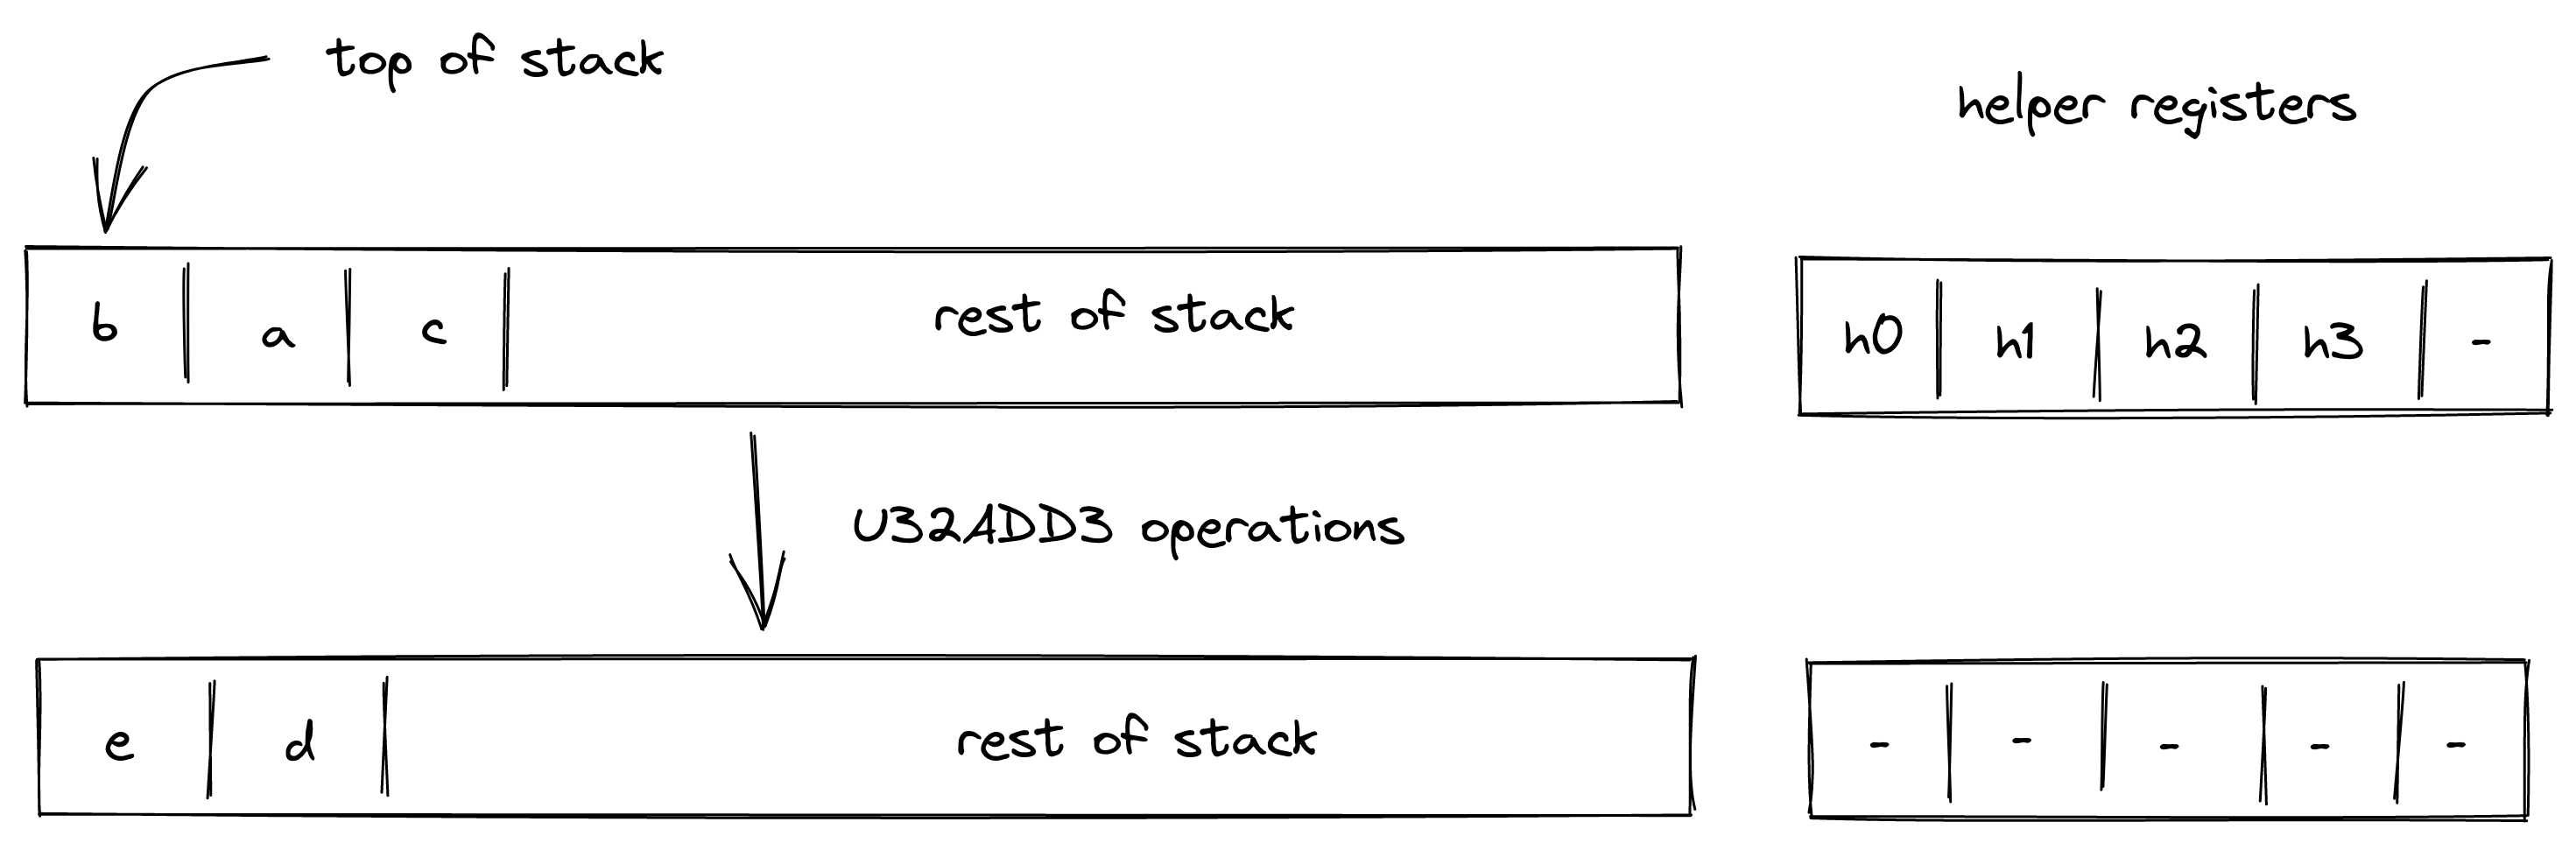 top of stack
helper registers
b a c rest of stack
h0 h1 h2 h3 -
U32ADD3 operations
e d rest of stack
- - - - -